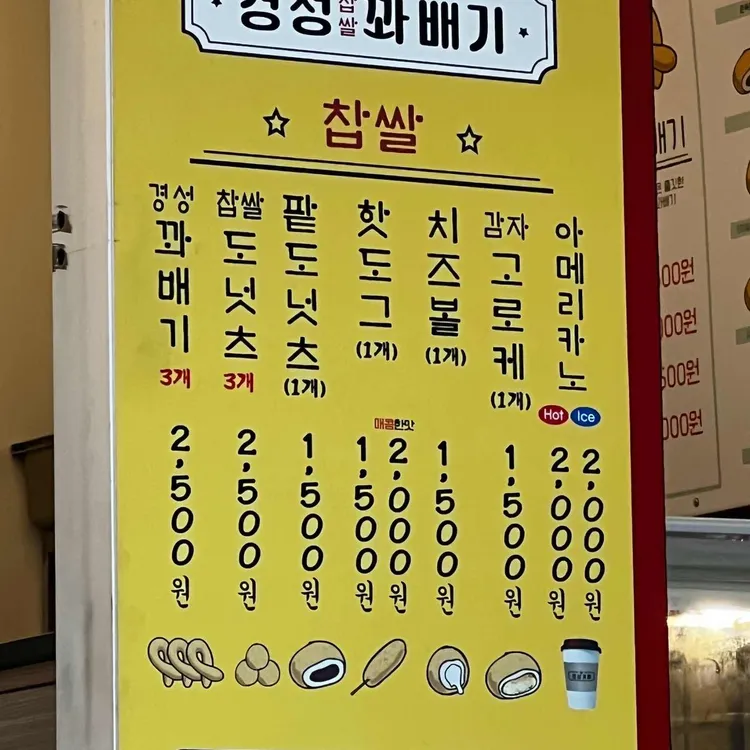 경성 찹쌀 꽈배기
찹쌀
경성 꽈배기 3개 2,500원
찹쌀 도넛츠 3개 2,500원
팥도넛츠 (1개) 1,500원
핫도그 (1개) 1,500원 매콤한맛 2,000원
치즈볼 (1개) 1,500원
감자 고로케 (1개) 1,500원
아메리카노 Hot 2,000원 Ice 2,000원